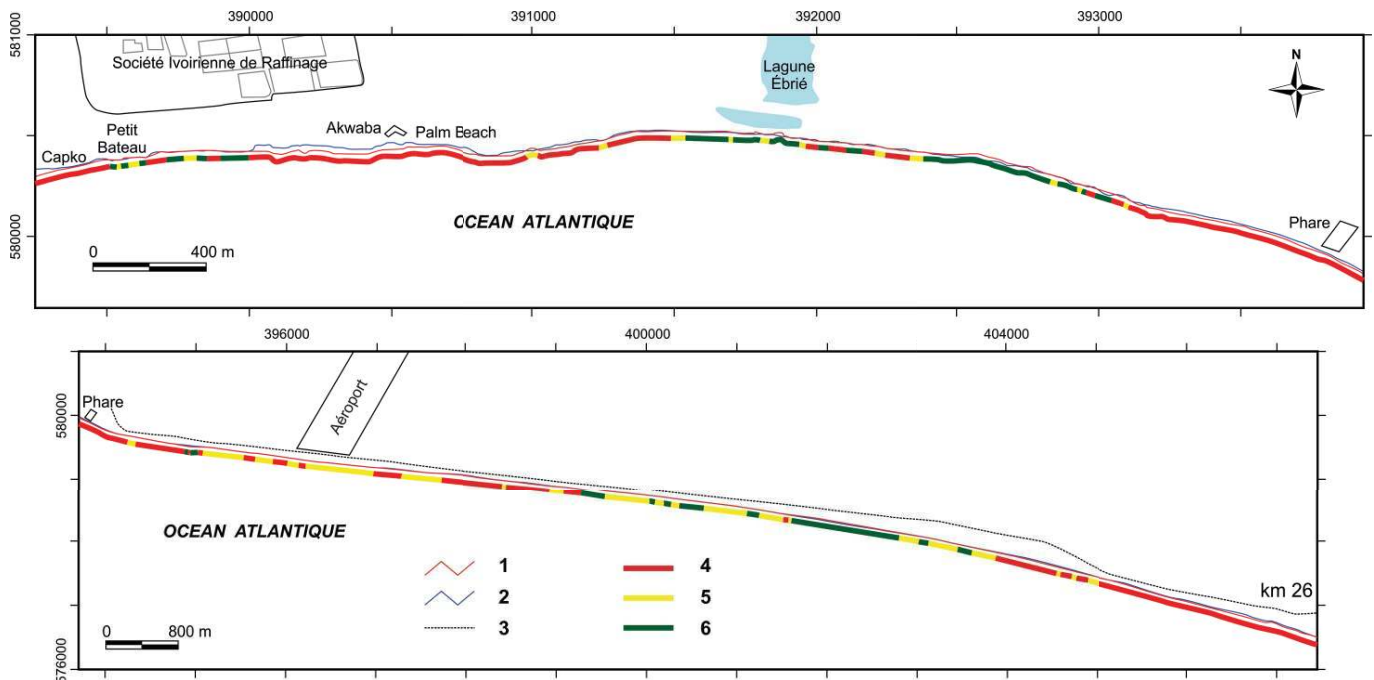 390000 391000 392000 393000
581000
580000
Société Ivoirienne de Raffinage
Lagune
Ébrié
N
Petit
Bateau
Capko
Akwaba
Palm Beach
OCEAN ATLANTIQUE
Phare
0 400 m
396000 400000 404000
580000
576000
Phare
Aéroport
OCEAN ATLANTIQUE
km 26
1
2
3
4
5
6
0 800 m